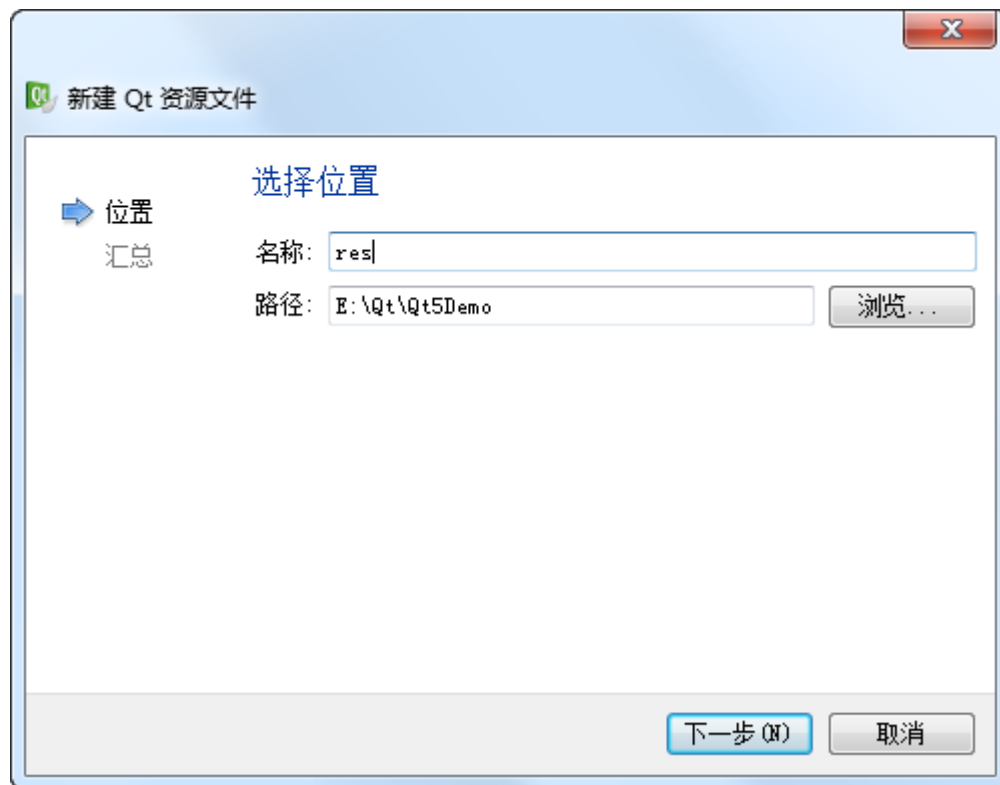 新建 Qt 资源文件
选择位置
位置
汇总
名称: res
路径: E:\Qt\Qt5Demo 浏览...
下一步(N) 取消